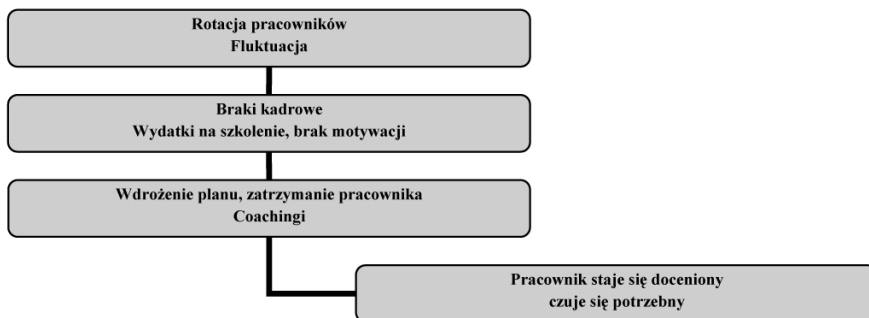 Rotacja pracowników
Fluktuacja
Braki kadrowe
Wydatki na szkolenie, brak motywacji
Wdrożenie planu, zatrzymanie pracownika
Coachingi
Pracownik staje się doceniony
czuje się potrzebny